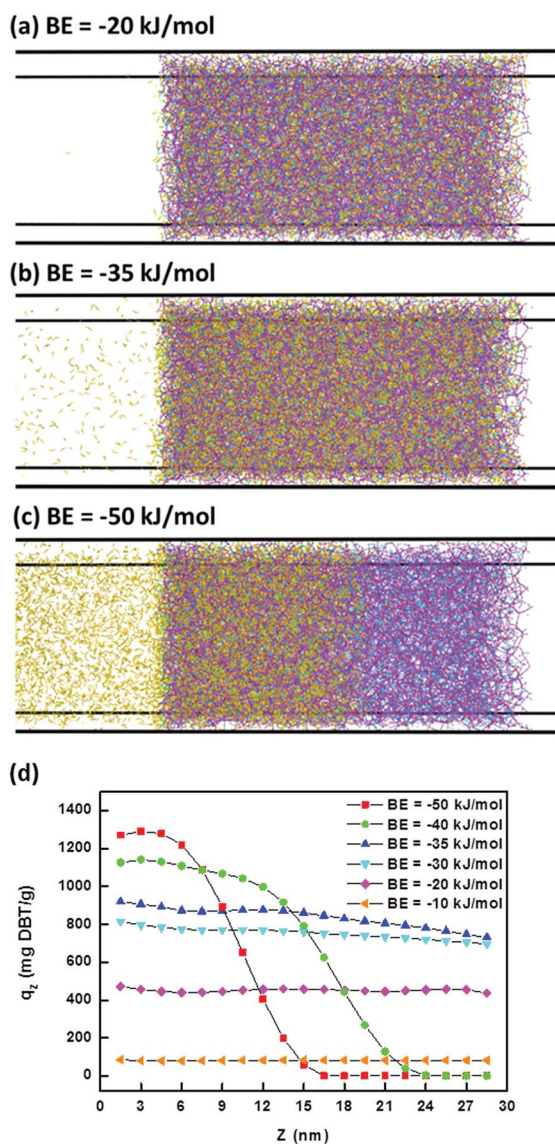 (a) BE = -20 kJ/mol
(b) BE = -35 kJ/mol
(c) BE = -50 kJ/mol
(d)
1400
1200
1000
800
600
400
200
0
q_z (mg DBT/g)
BE = -50 kJ/mol
BE = -40 kJ/mol
BE = -35 kJ/mol
BE = -30 kJ/mol
BE = -20 kJ/mol
BE = -10 kJ/mol
0 3 6 9 12 15 18 21 24 27 30
Z (nm)